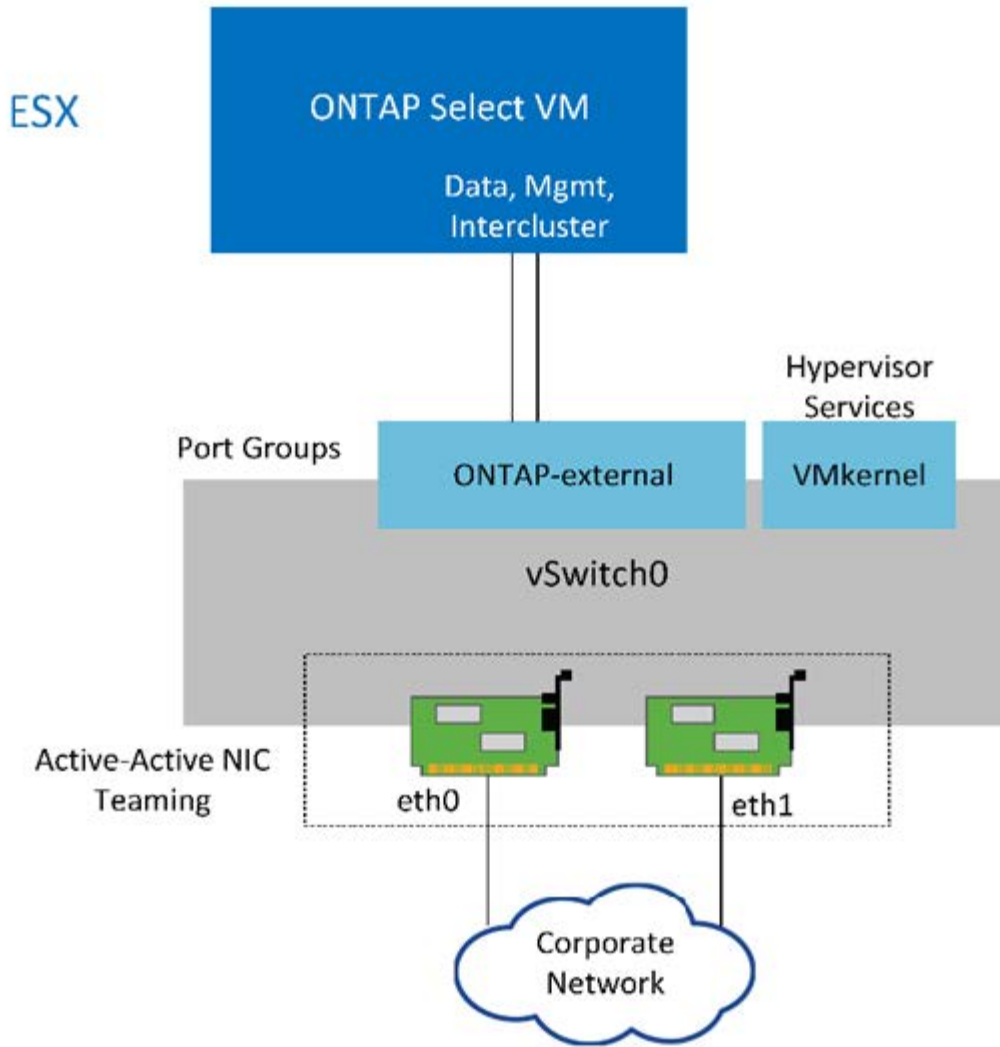 ESX
ONTAP Select VM
Data, Mgmt,
Intercluster
Hypervisor
Services
Port Groups
ONTAP-external
VMkernel
vSwitch0
Active-Active NIC
Teaming
eth0
eth1
Corporate
Network